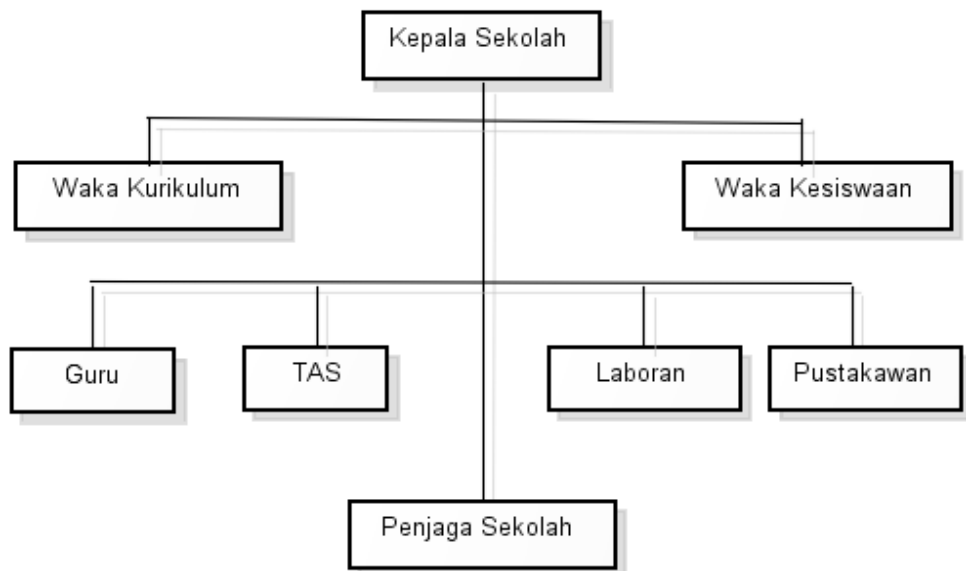 Kepala Sekolah
Waka Kurikulum
Waka Kesiswaan
Guru
TAS
Laboran
Pustakawan
Penjaga Sekolah